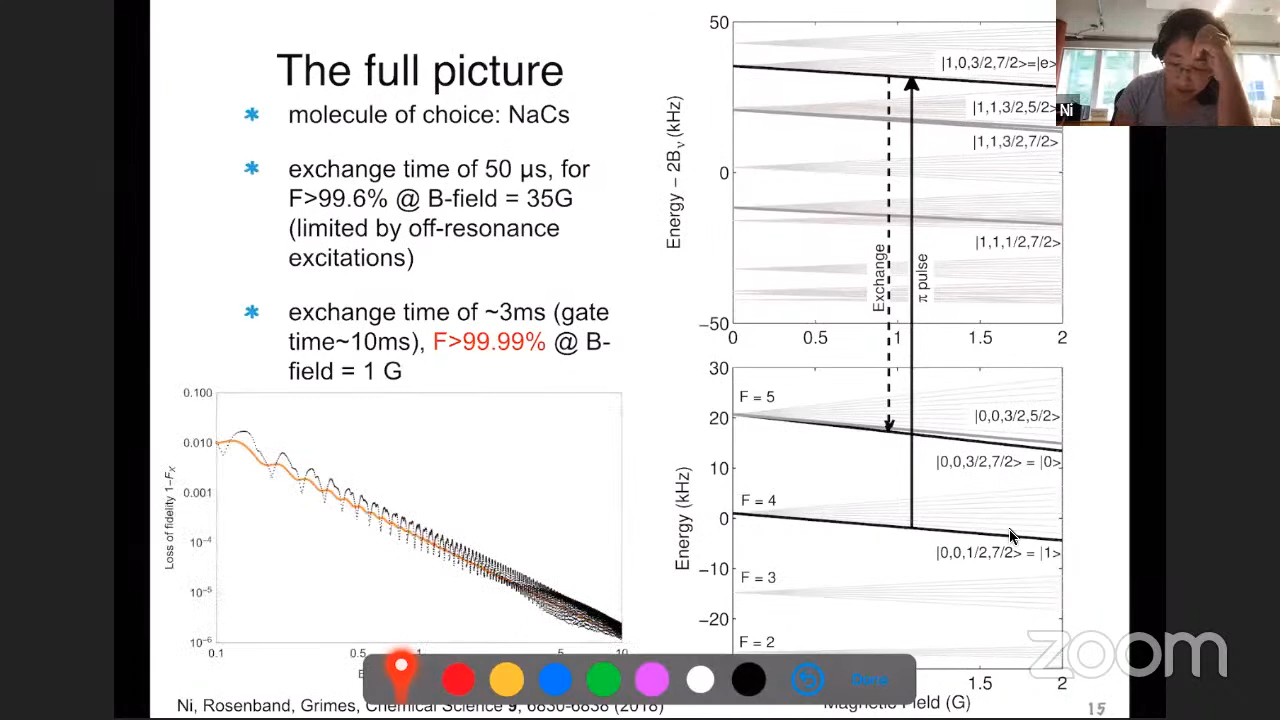 The full picture
molecule of choice: NaCs
exchange time of 50 μs, for
F>99.6% @ B-field = 35G
(limited by off-resonance
excitations)
exchange time of ~3ms (gate
time~10ms), F>99.99% @ B-
field = 1 G
0.100
0.010
0.001
10⁻⁴
10⁻⁵
10⁻⁶
Loss of fidelity 1−Fₓ
0.1
0.5
1
5
10
50
0
−50
Energy − 2Bᵥ (kHz)
|1,0,3/2,7/2>=|e>
|1,1,3/2,5/2>
|1,1,3/2,7/2>
|1,1,1/2,7/2>
Exchange
π pulse
0
0.5
1
1.5
2
30
20
10
0
−10
−20
Energy (kHz)
F = 5
|0,0,3/2,5/2>
|0,0,3/2,7/2> = |0>
F = 4
|0,0,1/2,7/2> = |1>
F = 3
F = 2
1.5
2
Field (G)
Ni
zoom
Done
Ni, Rosenband, Grimes, Chemical Science 9, 6830-6838 (2018)
15